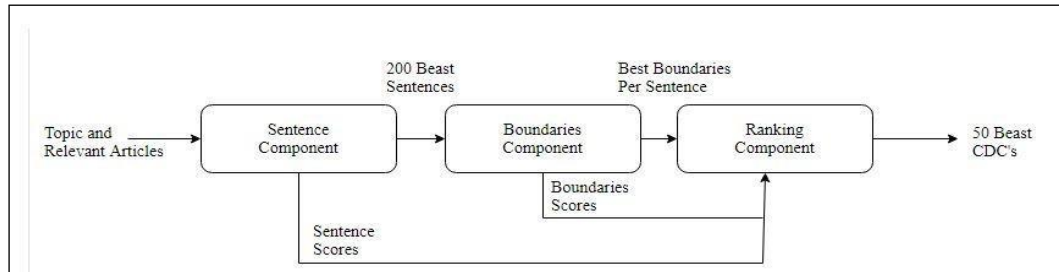 200 Beast
Sentences
Best Boundaries
Per Sentence
Topic and
Relevant Articles
Sentence
Component
Boundaries
Component
Ranking
Component
50 Beast
CDC's
Boundaries
Scores
Sentence
Scores